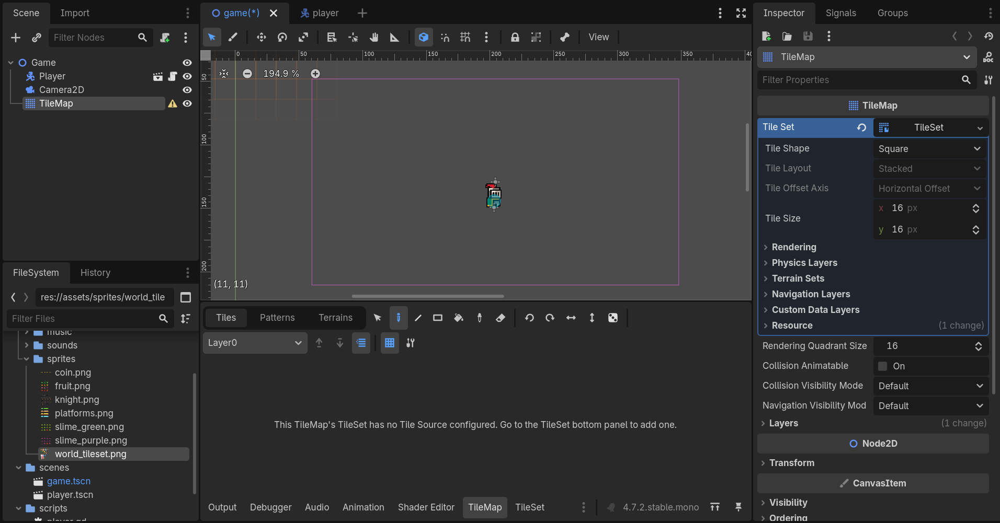 Scene
Import
Filter Nodes
Game
Player
Camera2D
TileMap
FileSystem
History
res://assets/sprites/world_tile
Filter Files
music
sounds
sprites
coin.png
fruit.png
knight.png
platforms.png
slime_green.png
slime_purple.png
world_tileset.png
scenes
game.tscn
player.tscn
scripts
player.gd
game(*)
player
View
0 50 100 150 200 250 300 350 40
50
100
150
200
194.9 %
(11, 11)
Tiles
Patterns
Terrains
Layer0
This TileMap's TileSet has no Tile Source configured. Go to the TileSet bottom panel to add one.
Output
Debugger
Audio
Animation
Shader Editor
TileMap
TileSet
4.7.2.stable.mono
Inspector
Signals
Groups
TileMap
Filter Properties
TileMap
Tile Set
TileSet
Tile Shape
Square
Tile Layout
Stacked
Tile Offset Axis
Horizontal Offset
Tile Size
x 16 px
y 16 px
Rendering
Physics Layers
Terrain Sets
Navigation Layers
Custom Data Layers
Resource
(1 change)
Rendering Quadrant Size
16
Collision Animatable
On
Collision Visibility Mode
Default
Navigation Visibility Mod
Default
Layers
(1 change)
Node2D
Transform
CanvasItem
Visibility
Ordering